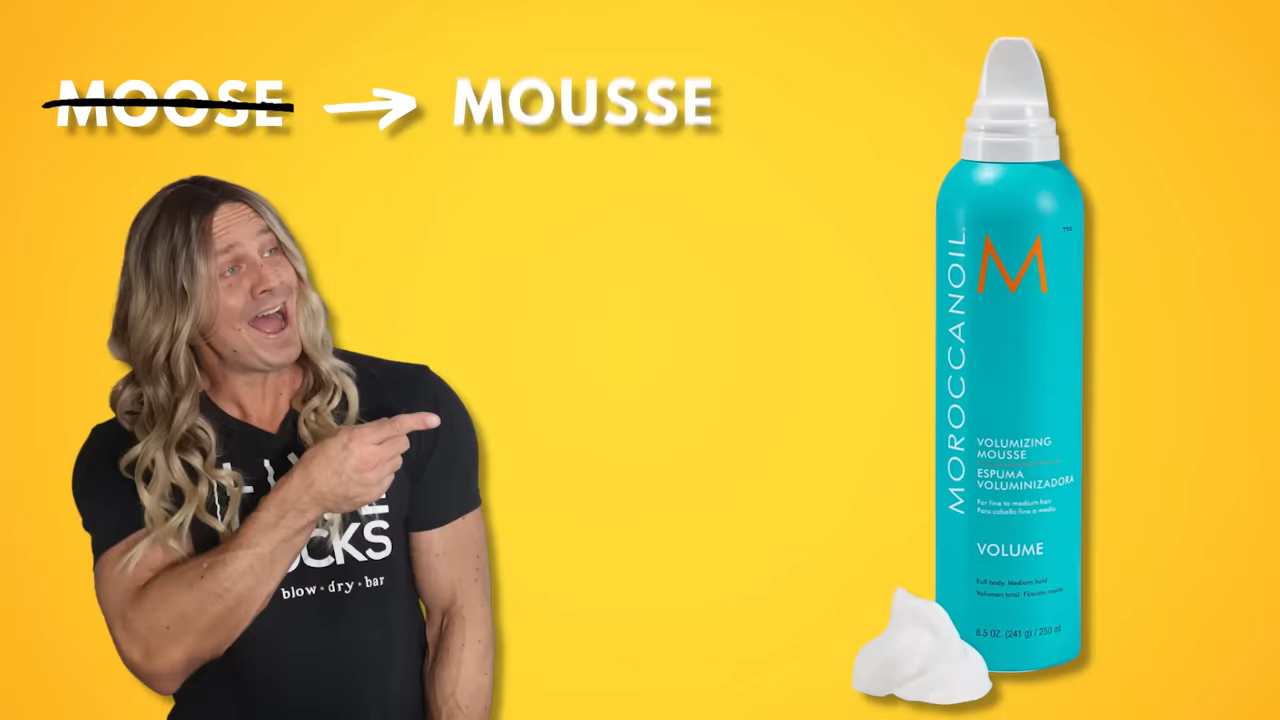 MOOSE → MOUSSE
MOROCCANOIL
M
VOLUMIZING
MOUSSE
ESPUMA
VOLUMINIZADORA
For fine to medium hair
Para cabello fino a medio
VOLUME
Full body. Medium hold
Volumen total. Fijación media
8.5 OZ. (241 g) / 250 ml
CKS
blow • dry • bar